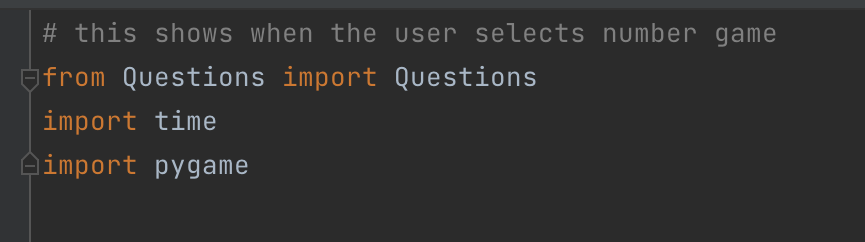 # this shows when the user selects number game
from Questions import Questions
import time
import pygame